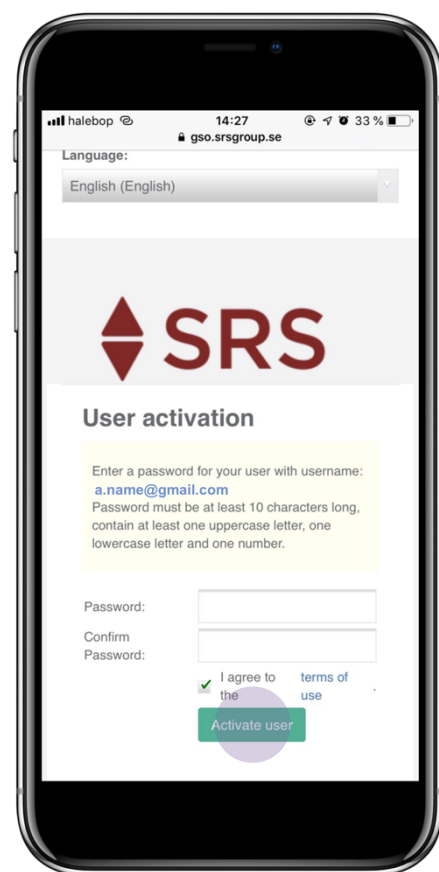 halebop 14:27 33 %
gso.srsgroup.se
Language:
English (English)
SRS
User activation
Enter a password for your user with username:
a.name@gmail.com
Password must be at least 10 characters long,
contain at least one uppercase letter, one
lowercase letter and one number.
Password:
Confirm
Password:
I agree to terms of
the use .
Activate user